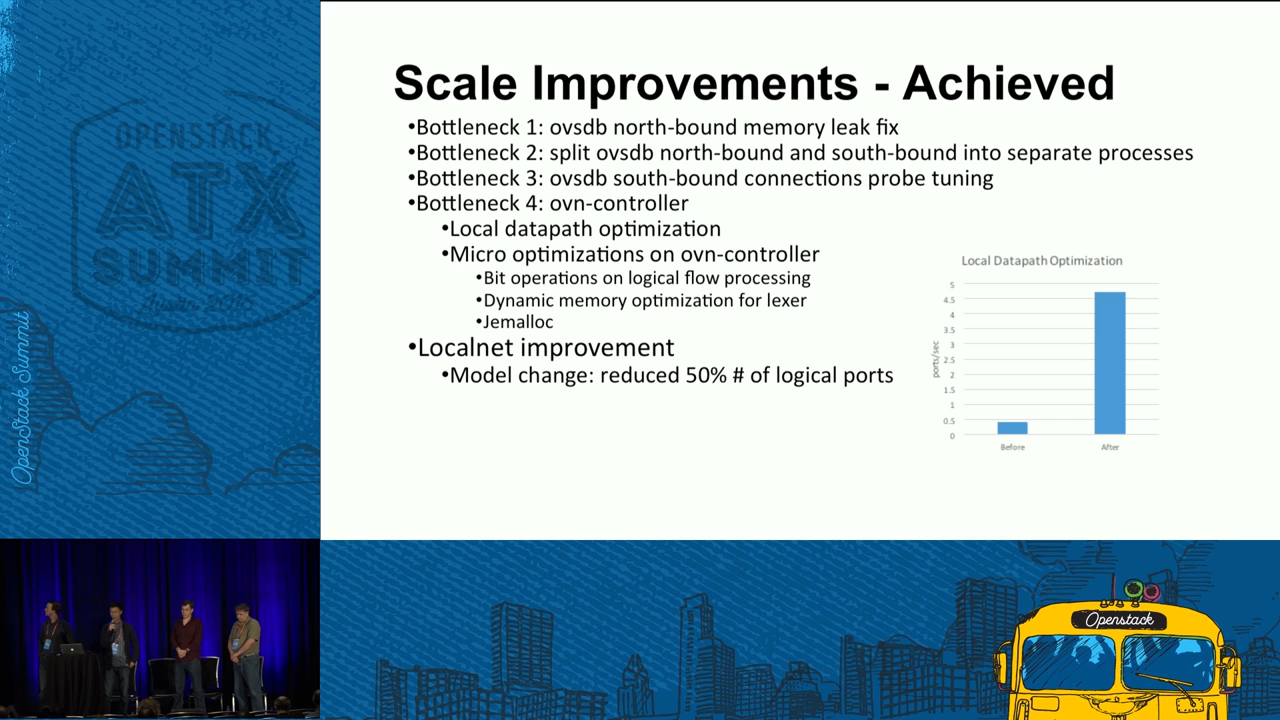 Scale Improvements - Achieved
•Bottleneck 1: ovsdb north-bound memory leak fix
•Bottleneck 2: split ovsdb north-bound and south-bound into separate processes
•Bottleneck 3: ovsdb south-bound connections probe tuning
•Bottleneck 4: ovn-controller
•Local datapath optimization
•Micro optimizations on ovn-controller
•Bit operations on logical flow processing
•Dynamic memory optimization for lexer
•Jemalloc
•Localnet improvement
•Model change: reduced 50% # of logical ports
Local Datapath Optimization
ports/sec
5
4.5
4
3.5
3
2.5
2
1.5
1
0.5
0
Before
After
OPENSTACK
ATX
SUMMIT
Austin
OpenStack Summit
Openstack